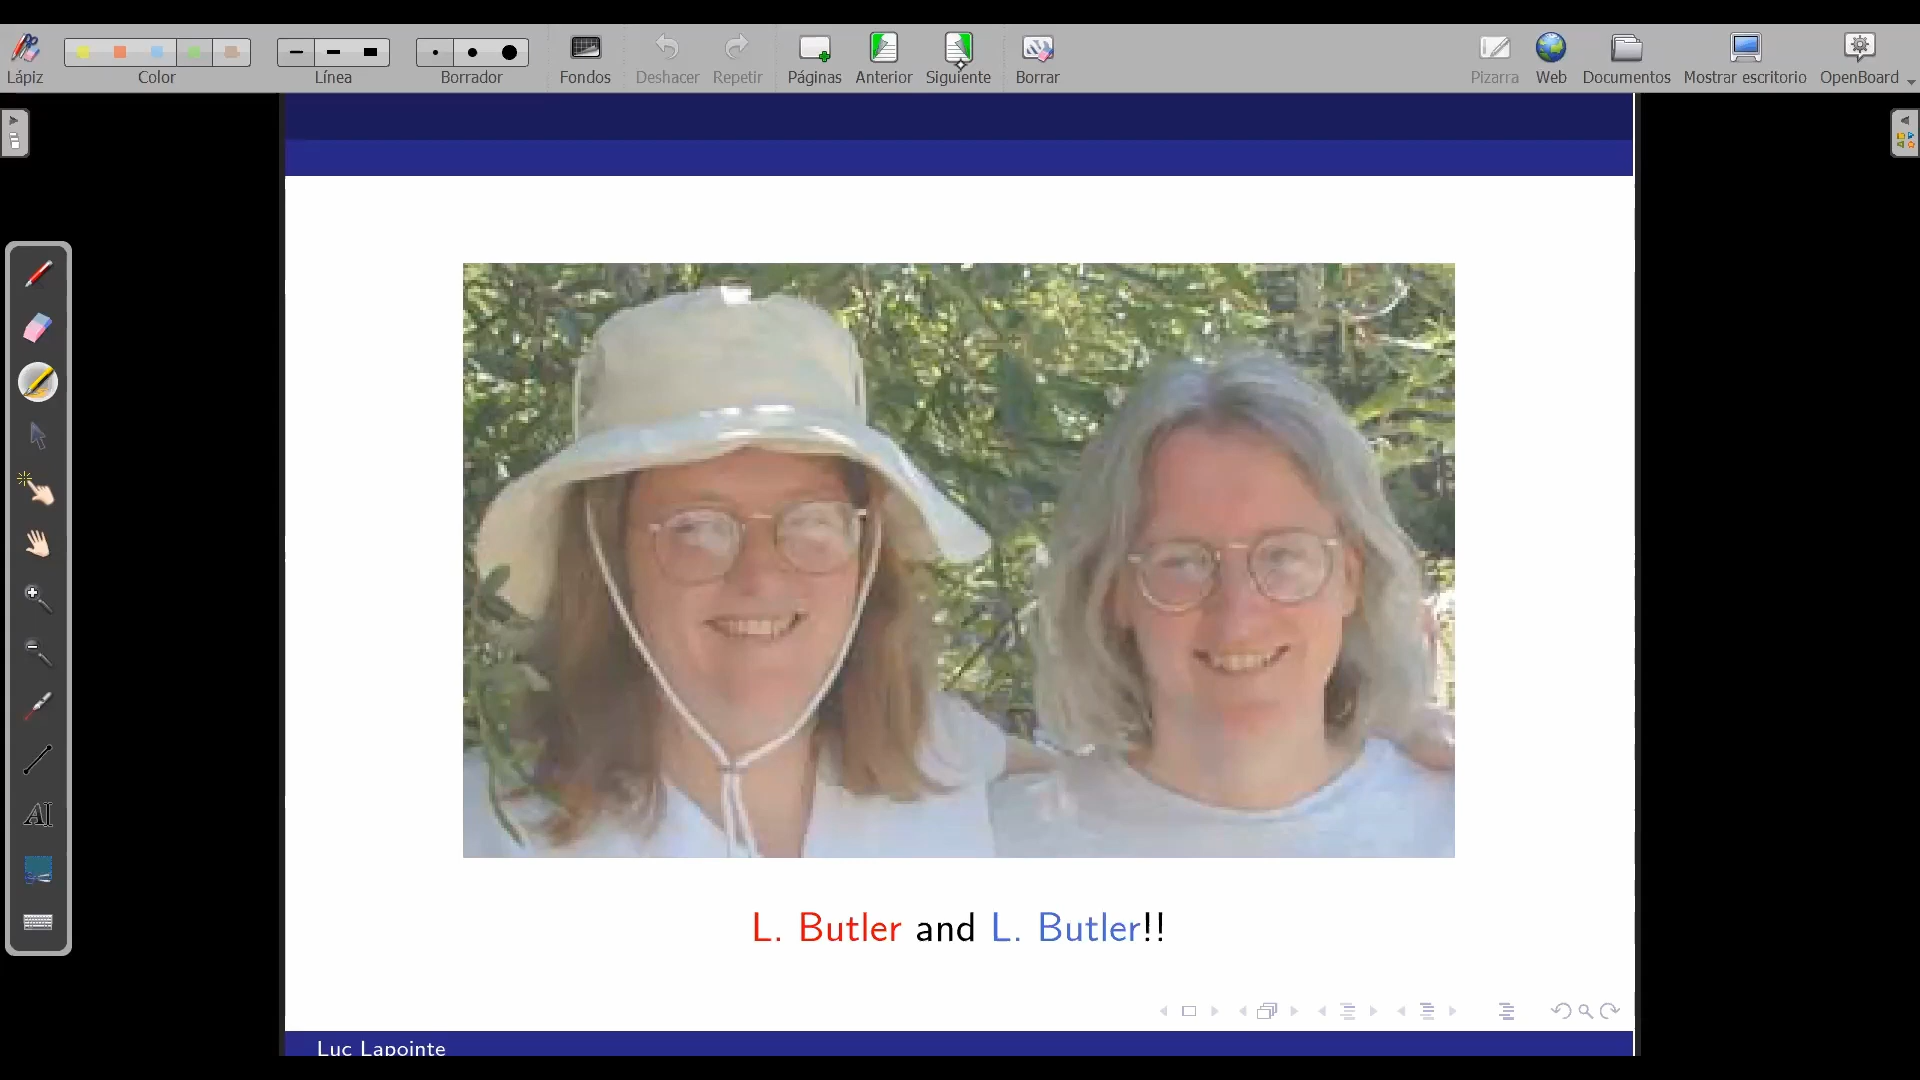 Lápiz
Color
Línea
Borrador
Fondos
Deshacer
Repetir
Páginas
Anterior
Siguiente
Borrar
Pizarra
Web
Documentos
Mostrar escritorio
OpenBoard
L. Butler and L. Butler!!
Luc Lapointe